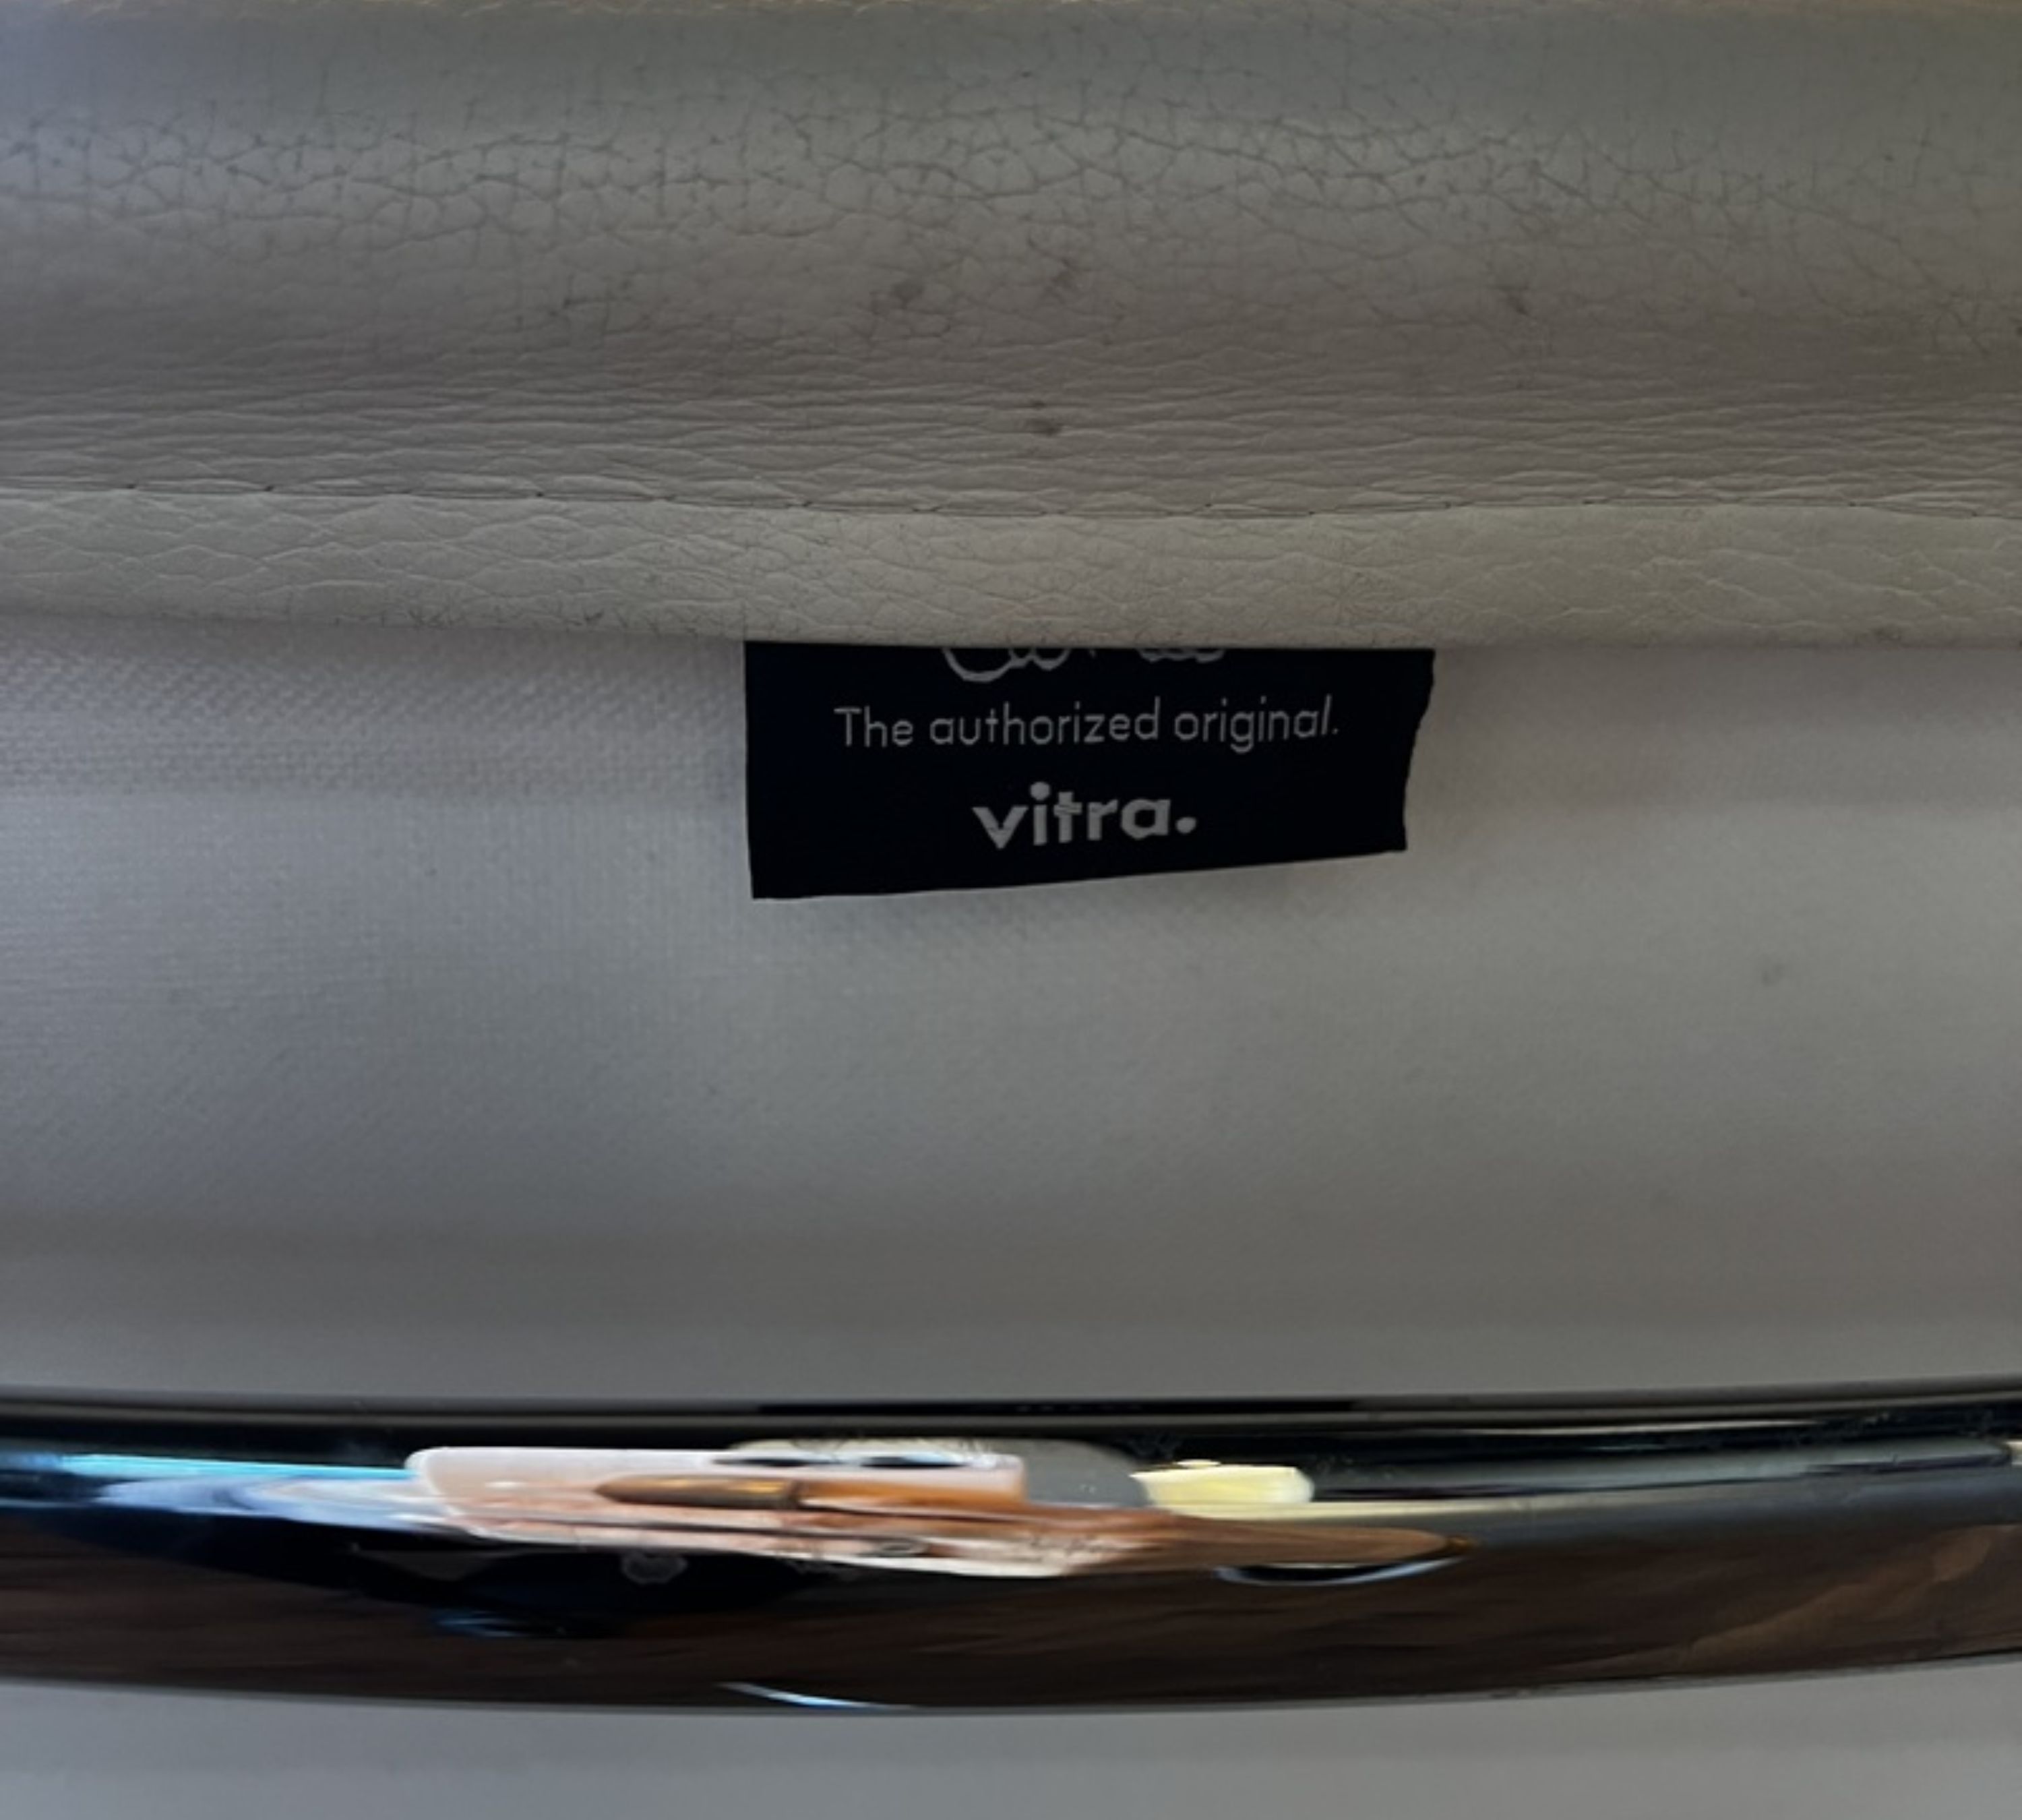 The authorized original.
vitra.